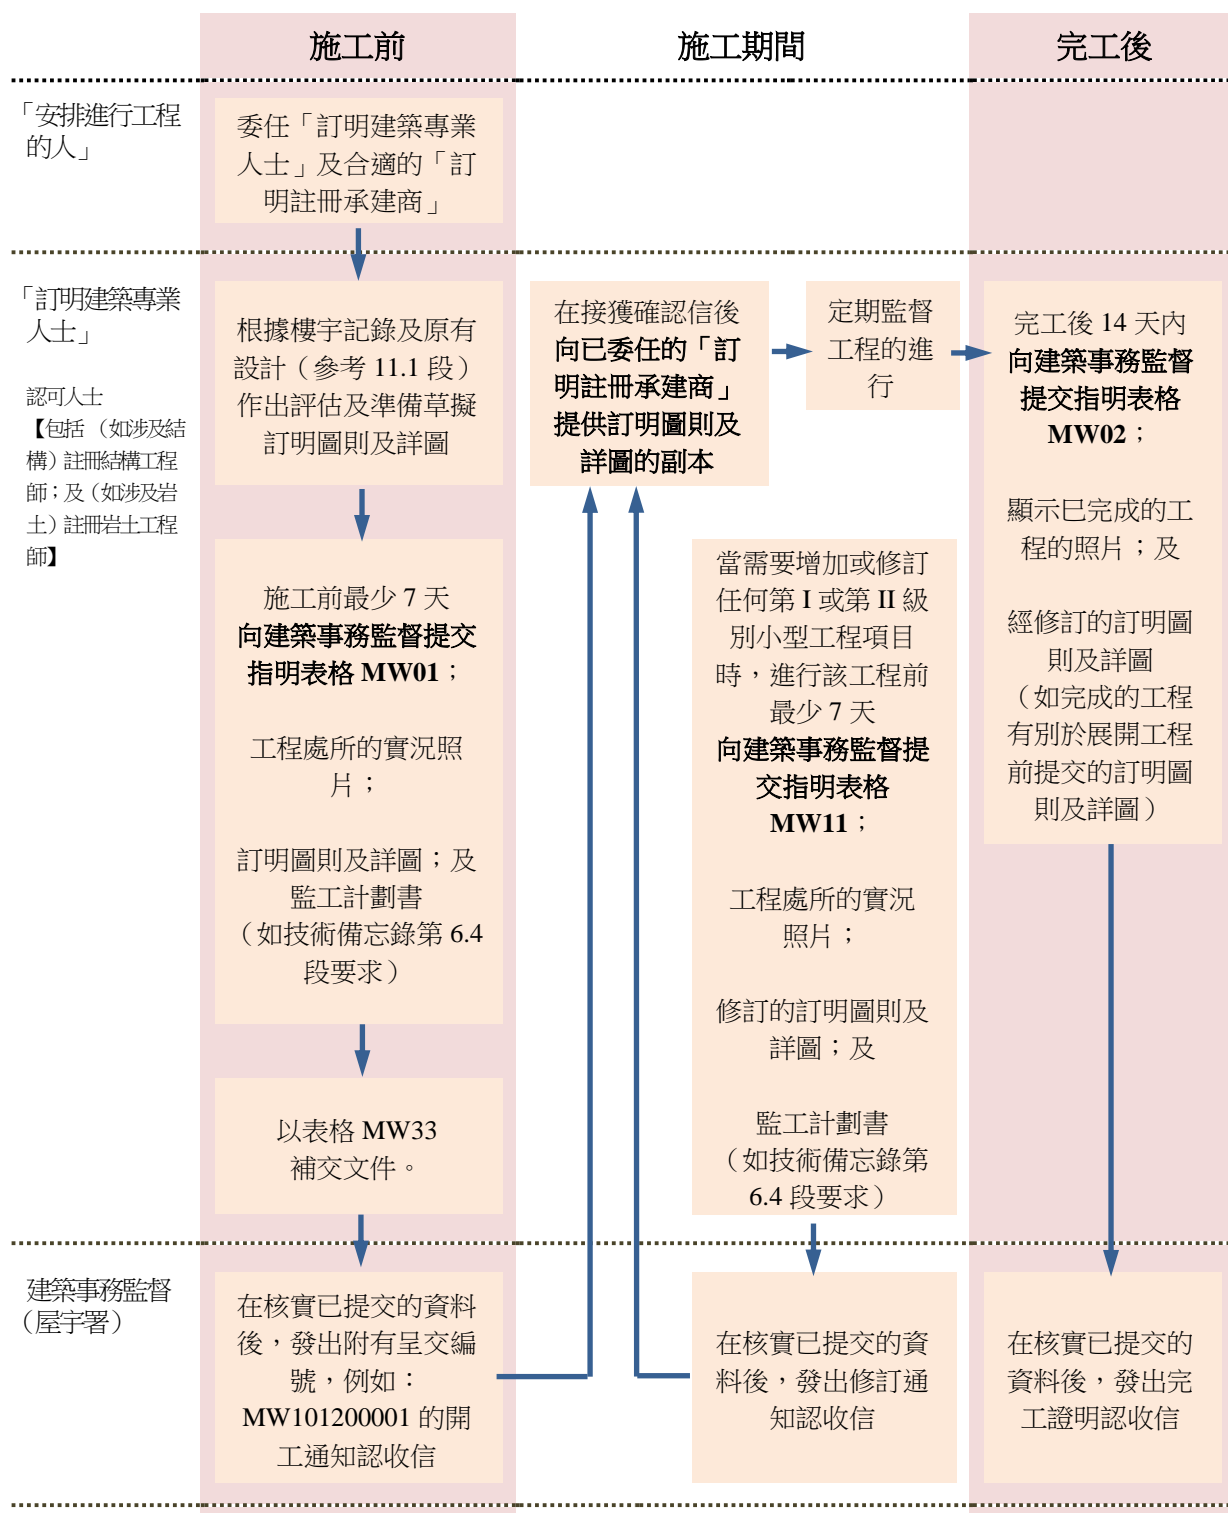 施工前
施工期間
完工後
「安排進行工程
的人」
委任「訂明建築專業
人士」及合適的「訂
明註冊承建商」
「訂明建築專業
人士」
認可人士
【包括 （如涉及結
構）註冊結構工程
師；及（如涉及岩
土）註冊岩土工程
師】
根據樓宇記錄及原有
設計（參考 11.1 段）
作出評估及準備草擬
訂明圖則及詳圖
施工前最少 7 天
向建築事務監督提交
指明表格 MW01；
工程處所的實況照
片；
訂明圖則及詳圖；及
監工計劃書
（如技術備忘錄第 6.4
段要求）
以表格 MW33
補交文件。
在接獲確認信後
向已委任的「訂
明註冊承建商」
提供訂明圖則及
詳圖的副本
定期監督
工程的進
行
當需要增加或修訂
任何第 I 或第 II 級
別小型工程項目
時，進行該工程前
最少 7 天
向建築事務監督提
交指明表格
MW11；
工程處所的實況
照片；
修訂的訂明圖則及
詳圖；及
監工計劃書
（如技術備忘錄第
6.4 段要求）
完工後 14 天內
向建築事務監督
提交指明表格
MW02；
顯示巳完成的工
程的照片；及
經修訂的訂明圖
則及詳圖
（如完成的工程
有別於展開工程
前提交的訂明圖
則及詳圖）
建築事務監督
（屋宇署）
在核實已提交的資料
後，發出附有呈交編
號，例如：
MW101200001 的開
工通知認收信
在核實已提交的資
料後，發出修訂通
知認收信
在核實已提交的
資料後，發出完
工證明認收信